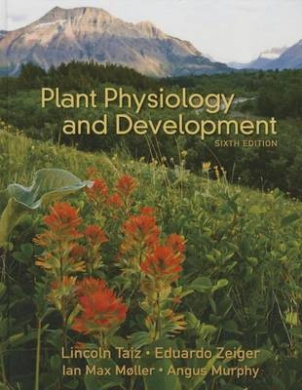 Plant Physiology
and Development
SIXTH EDITION
Lincoln Taiz • Eduardo Zeiger
Ian Max Møller • Angus Murphy